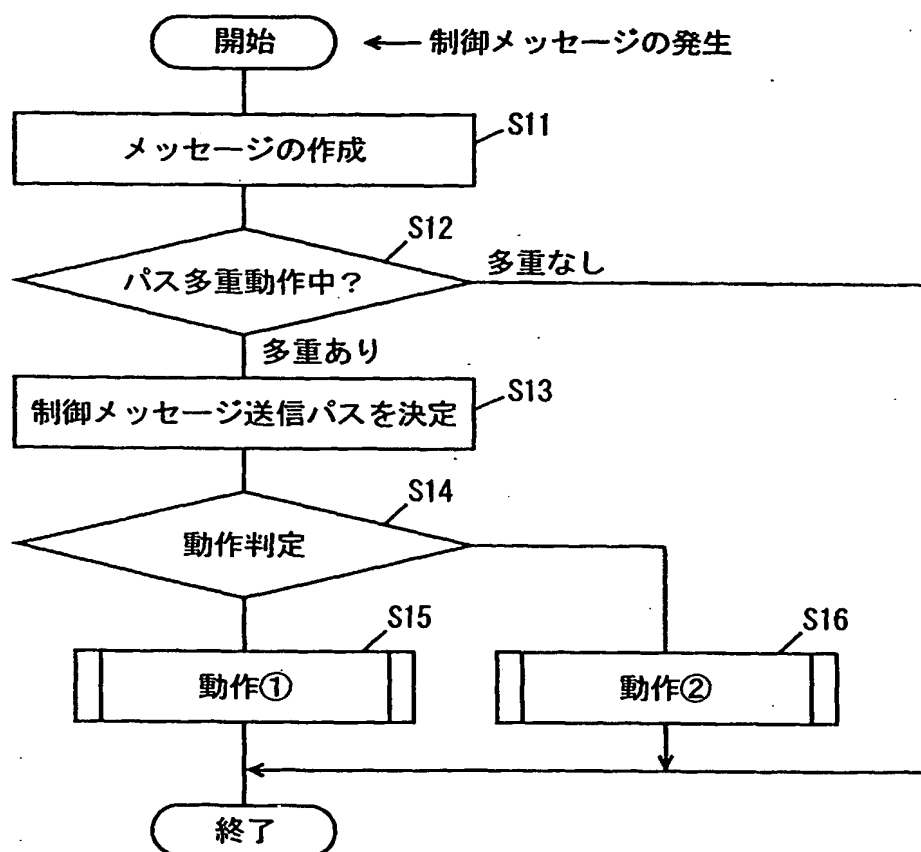 開始
←制御メッセージの発生
S11
メッセージの作成
S12
パス多重動作中？
多重なし
多重あり
S13
制御メッセージ送信パスを決定
S14
動作判定
S15
動作①
S16
動作②
終了